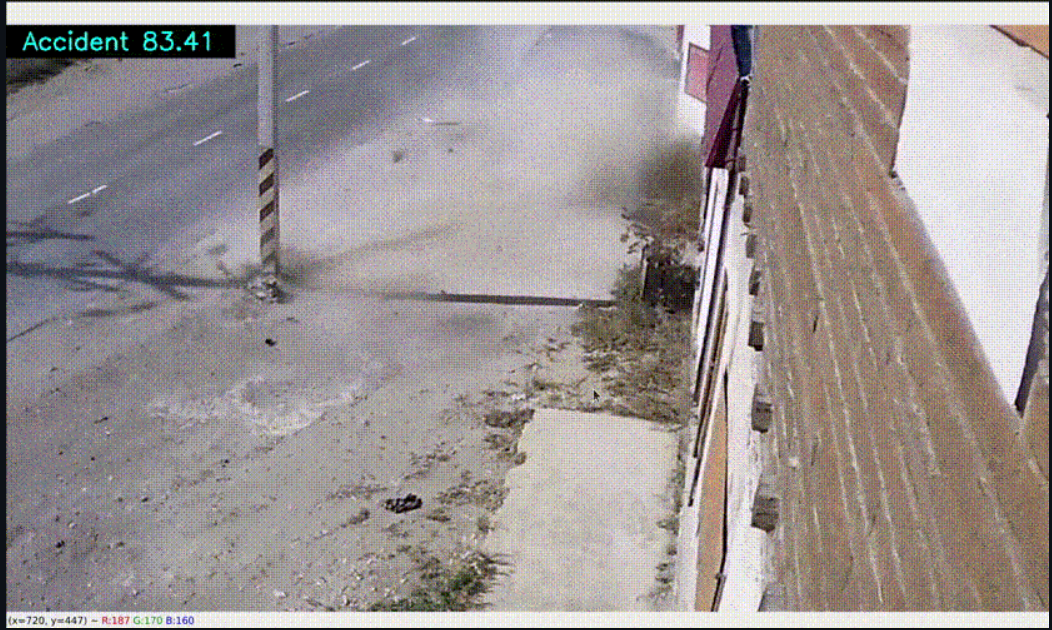 Accident 83.41
(x=720, y=447) ~ R:187 G:170 B:160